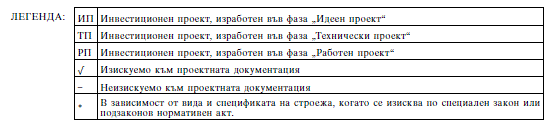 ЛЕГЕНДА: ИП Инвестиционен проект, изработен във фаза „Идеен проект“
ТП Инвестиционен проект, изработен във фаза „Технически проект“
РП Инвестиционен проект, изработен във фаза „Работен проект“
√ Изискуемо към проектната документация
– Неизискуемо към проектната документация
* В зависимост от вида и спецификата на строежа, когато се изисква по специален закон или
подзаконов нормативен акт.